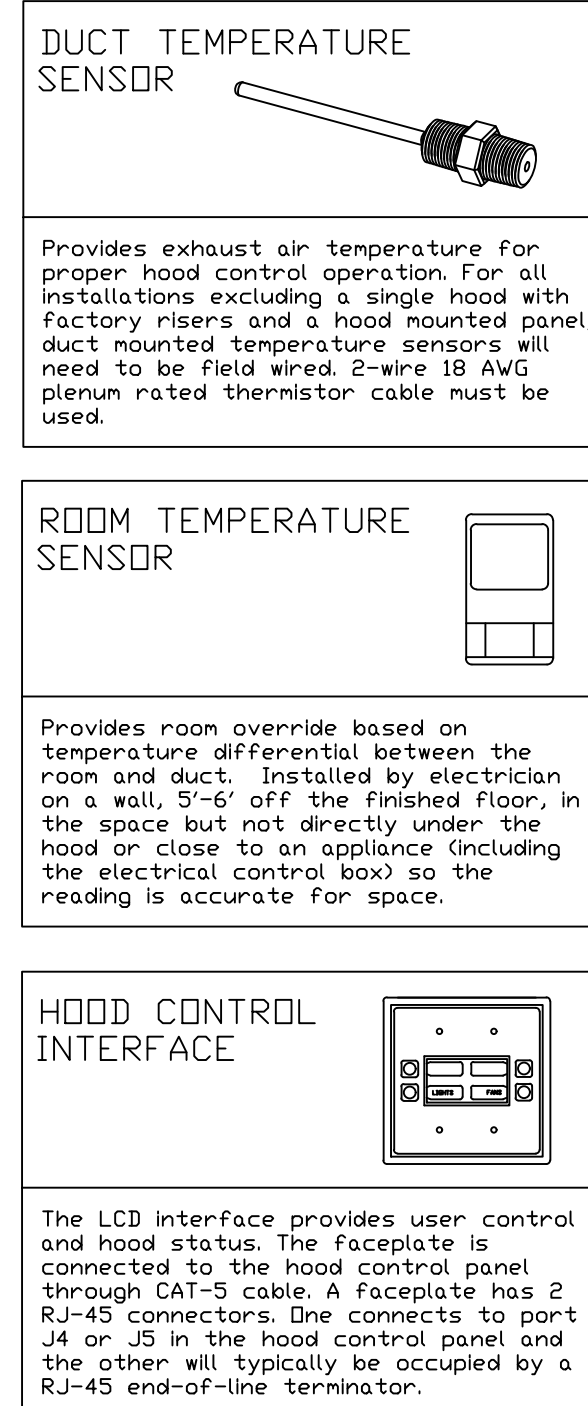 DUCT TEMPERATURE
SENSOR
Provides exhaust air temperature for
proper hood control operation. For all
installations excluding a single hood with
factory risers and a hood mounted panel,
duct mounted temperature sensors will
need to be field wired. 2-wire 18 AWG
plenum rated thermistor cable must be
used.
ROOM TEMPERATURE
SENSOR
Provides room override based on
temperature differential between the
room and duct.  Installed by electrician
on a wall, 5'-6' off the finished floor, in
the space but not directly under the
hood or close to an appliance (including
the electrical control box) so the
reading is accurate for space.
HOOD CONTROL
INTERFACE
LIGHTS FANS
The LCD interface provides user control
and hood status. The faceplate is
connected to the hood control panel
through CAT-5 cable. A faceplate has 2
RJ-45 connectors. One connects to port
J4 or J5 in the hood control panel and
the other will typically be occupied by a
RJ-45 end-of-line terminator.